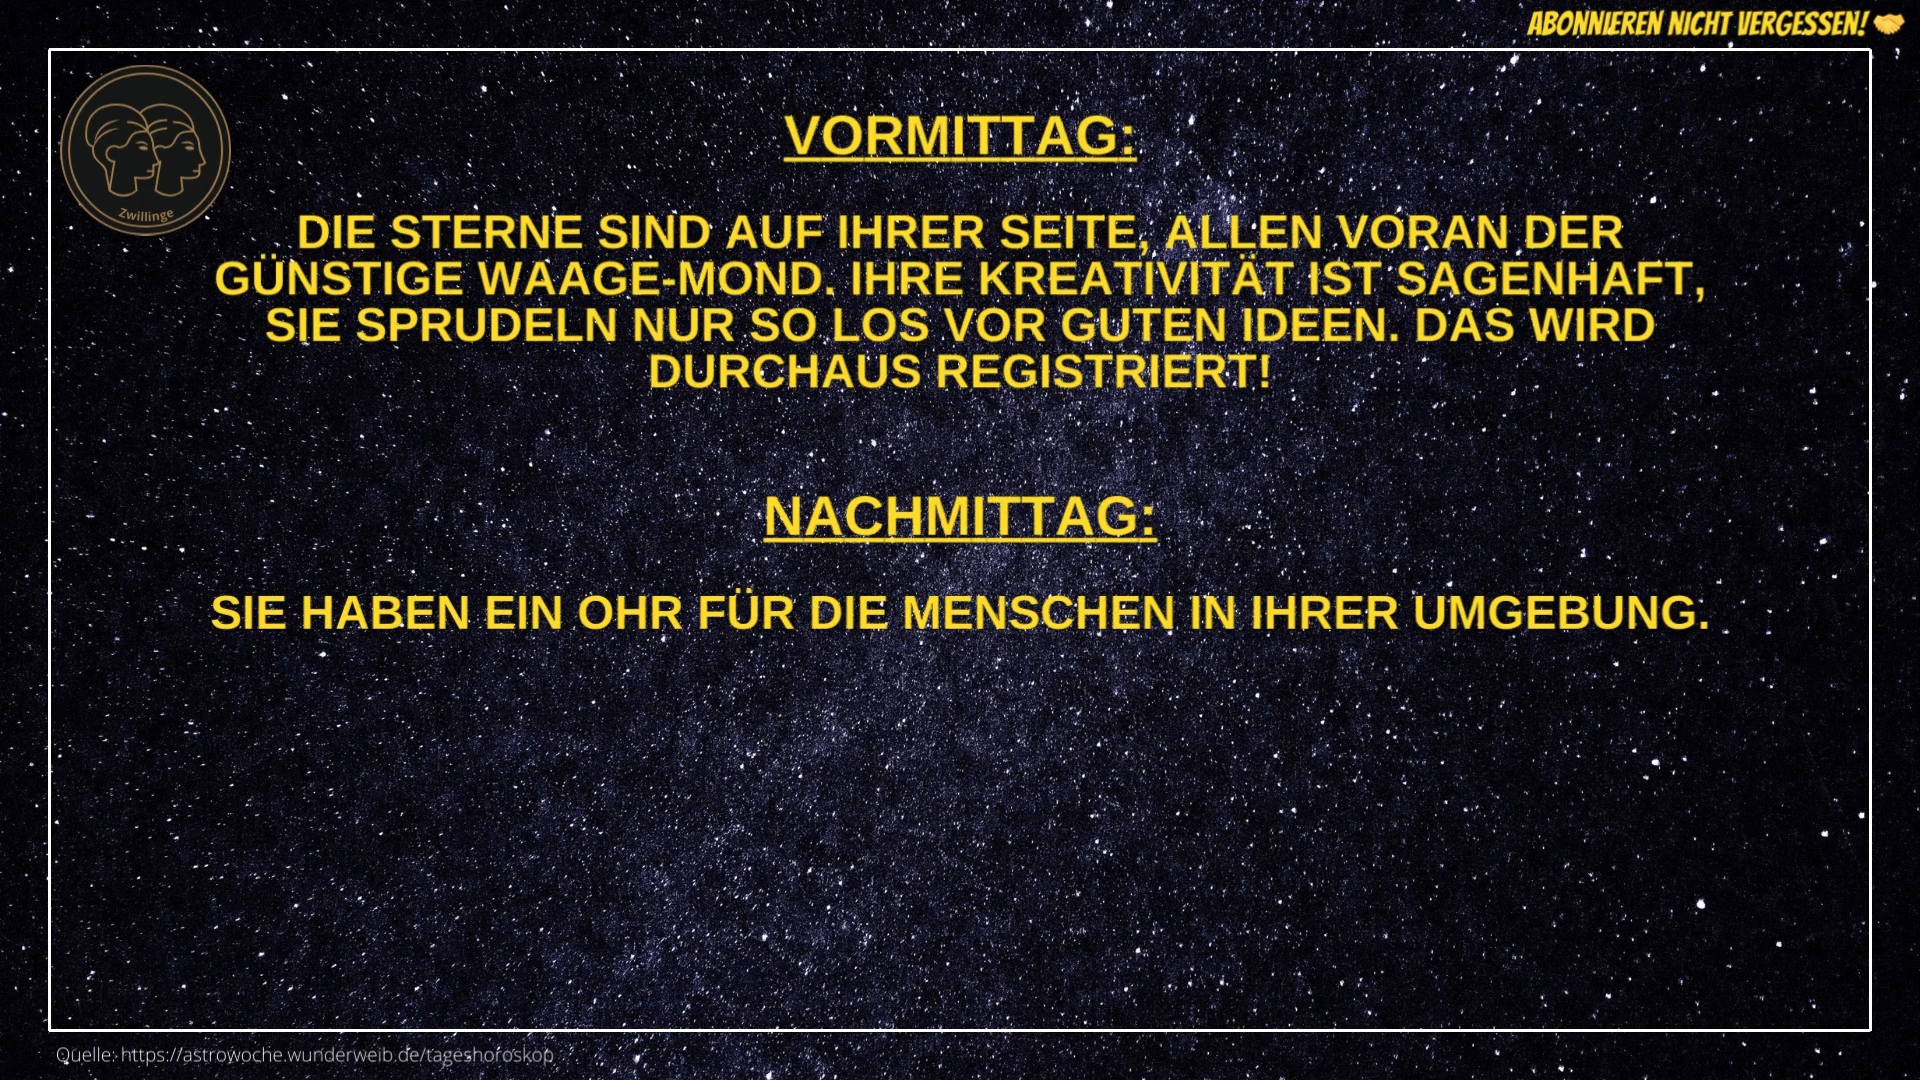 ABONNIEREN NICHT VERGESSEN!
Zwillinge
VORMITTAG:
DIE STERNE SIND AUF IHRER SEITE, ALLEN VORAN DER
GÜNSTIGE WAAGE-MOND. IHRE KREATIVITÄT IST SAGENHAFT,
SIE SPRUDELN NUR SO LOS VOR GUTEN IDEEN. DAS WIRD
DURCHAUS REGISTRIERT!
NACHMITTAG:
SIE HABEN EIN OHR FÜR DIE MENSCHEN IN IHRER UMGEBUNG.
Quelle: https://astrowoche.wunderweib.de/tageshoroskop